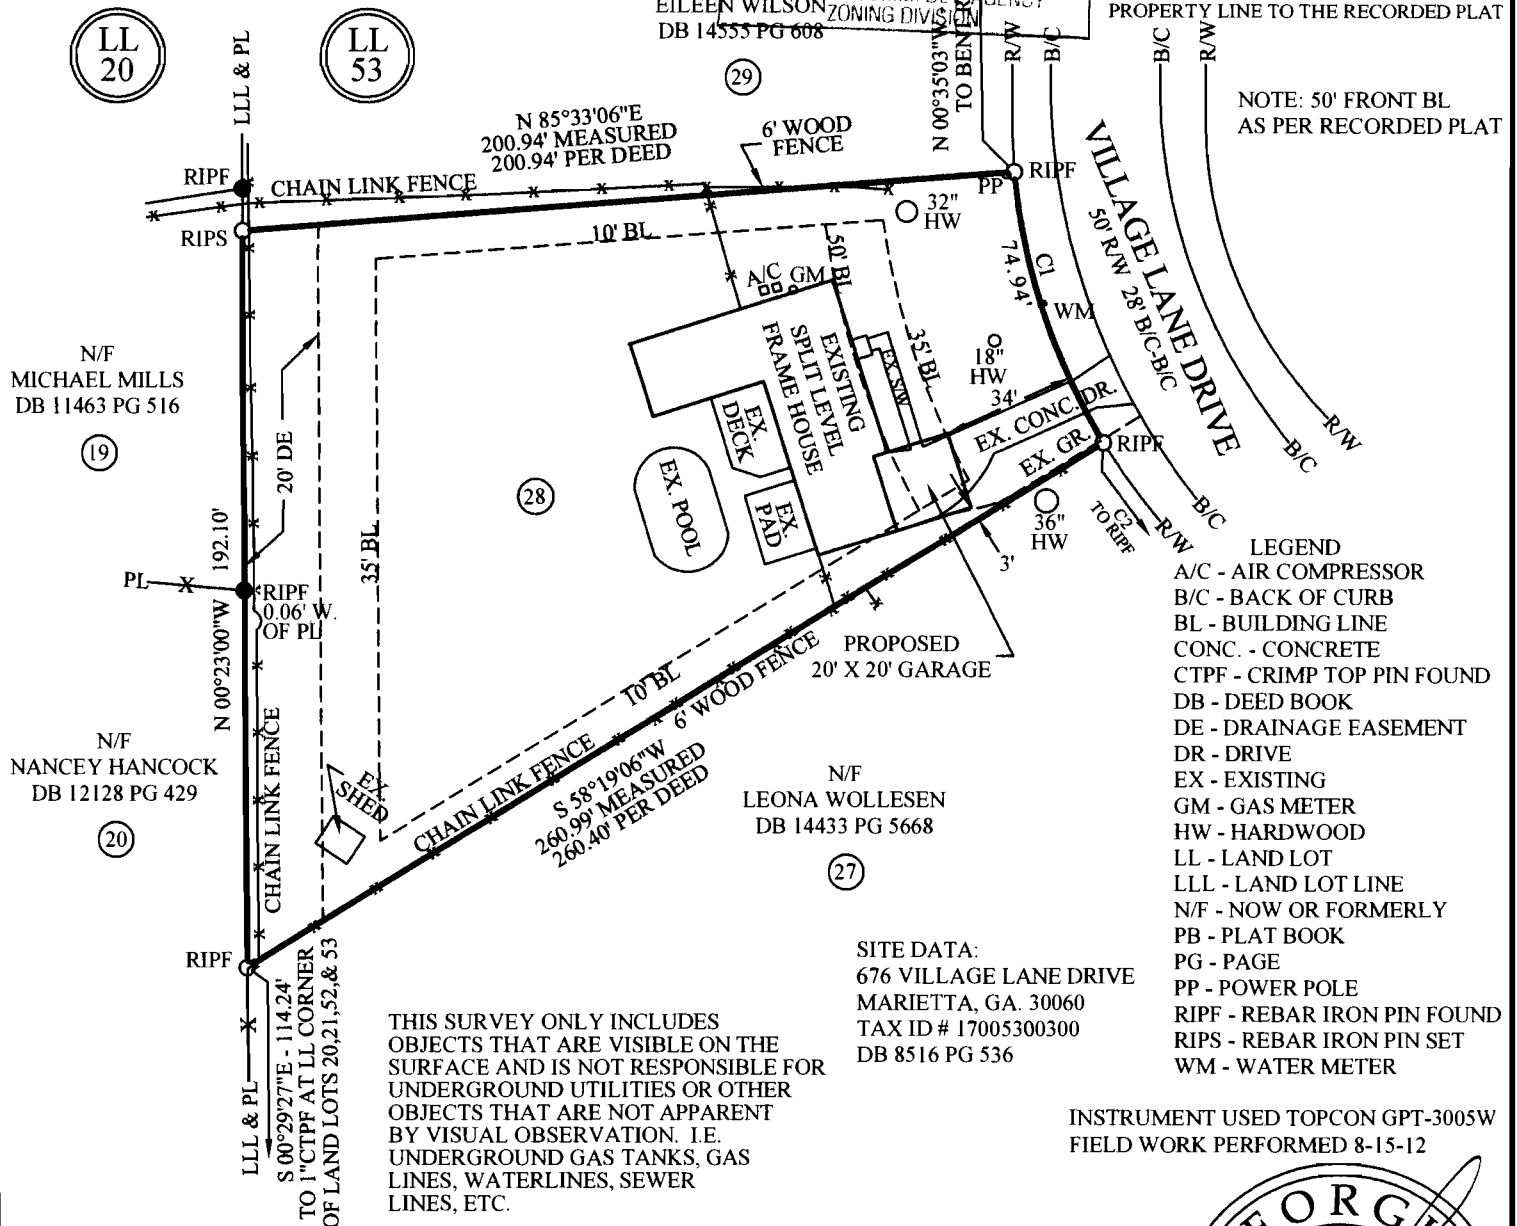 LL
20
LL
53
LLL & PL
EILEEN WILSON
DB 14555 PG 608
29
ZONING DIVISION
N 00°35'03"W
R/W
B/C
B/C
R/W
PROPERTY LINE TO THE RECORDED PLAT
NOTE: 50' FRONT BL
AS PER RECORDED PLAT
N 85°33'06"E
200.94' MEASURED
200.94' PER DEED
6' WOOD
FENCE
RIPF
CHAIN LINK FENCE
PP
RIPF
RIPS
32"
HW
10' BL
50' BL
A/C
GM
C1
74.94'
WM
VILLAGE LANE DRIVE
50' R/W 28' B/C-B/C
EXISTING
SPLIT LEVEL
FRAME HOUSE
EX. S/W
35' BL
18"
HW
34'
EX. CONC. DR.
EX. GR.
RIPF
R/W
B/C
B/C
R/W
C2
TO RIPF
N/F
MICHAEL MILLS
DB 11463 PG 516
19
20' DE
EX.
DECK
EX. POOL
EX.
PAD
28
36"
HW
3'
35' BL
192.10'
N 00°23'00"W
PL
RIPF
0.06' W.
OF PL
PROPOSED
20' X 20' GARAGE
10' BL
6' WOOD FENCE
CHAIN LINK FENCE
S 58°19'06"W
260.99' MEASURED
260.40' PER DEED
CHAIN LINK FENCE
EX.
SHED
N/F
NANCEY HANCOCK
DB 12128 PG 429
20
N/F
LEONA WOLLESEN
DB 14433 PG 5668
27
RIPF
LLL & PL
S 00°29'27"E - 114.24'
TO 1"CTPF AT LL CORNER
OF LAND LOTS 20,21,52,& 53
LEGEND
A/C - AIR COMPRESSOR
B/C - BACK OF CURB
BL - BUILDING LINE
CONC. - CONCRETE
CTPF - CRIMP TOP PIN FOUND
DB - DEED BOOK
DE - DRAINAGE EASEMENT
DR - DRIVE
EX - EXISTING
GM - GAS METER
HW - HARDWOOD
LL - LAND LOT
LLL - LAND LOT LINE
N/F - NOW OR FORMERLY
PB - PLAT BOOK
PG - PAGE
PP - POWER POLE
RIPF - REBAR IRON PIN FOUND
RIPS - REBAR IRON PIN SET
WM - WATER METER
SITE DATA:
676 VILLAGE LANE DRIVE
MARIETTA, GA. 30060
TAX ID # 17005300300
DB 8516 PG 536
THIS SURVEY ONLY INCLUDES
OBJECTS THAT ARE VISIBLE ON THE
SURFACE AND IS NOT RESPONSIBLE FOR
UNDERGROUND UTILITIES OR OTHER
OBJECTS THAT ARE NOT APPARENT
BY VISUAL OBSERVATION. I.E.
UNDERGROUND GAS TANKS, GAS
LINES, WATERLINES, SEWER
LINES, ETC.
INSTRUMENT USED TOPCON GPT-3005W
FIELD WORK PERFORMED 8-15-12
EORG